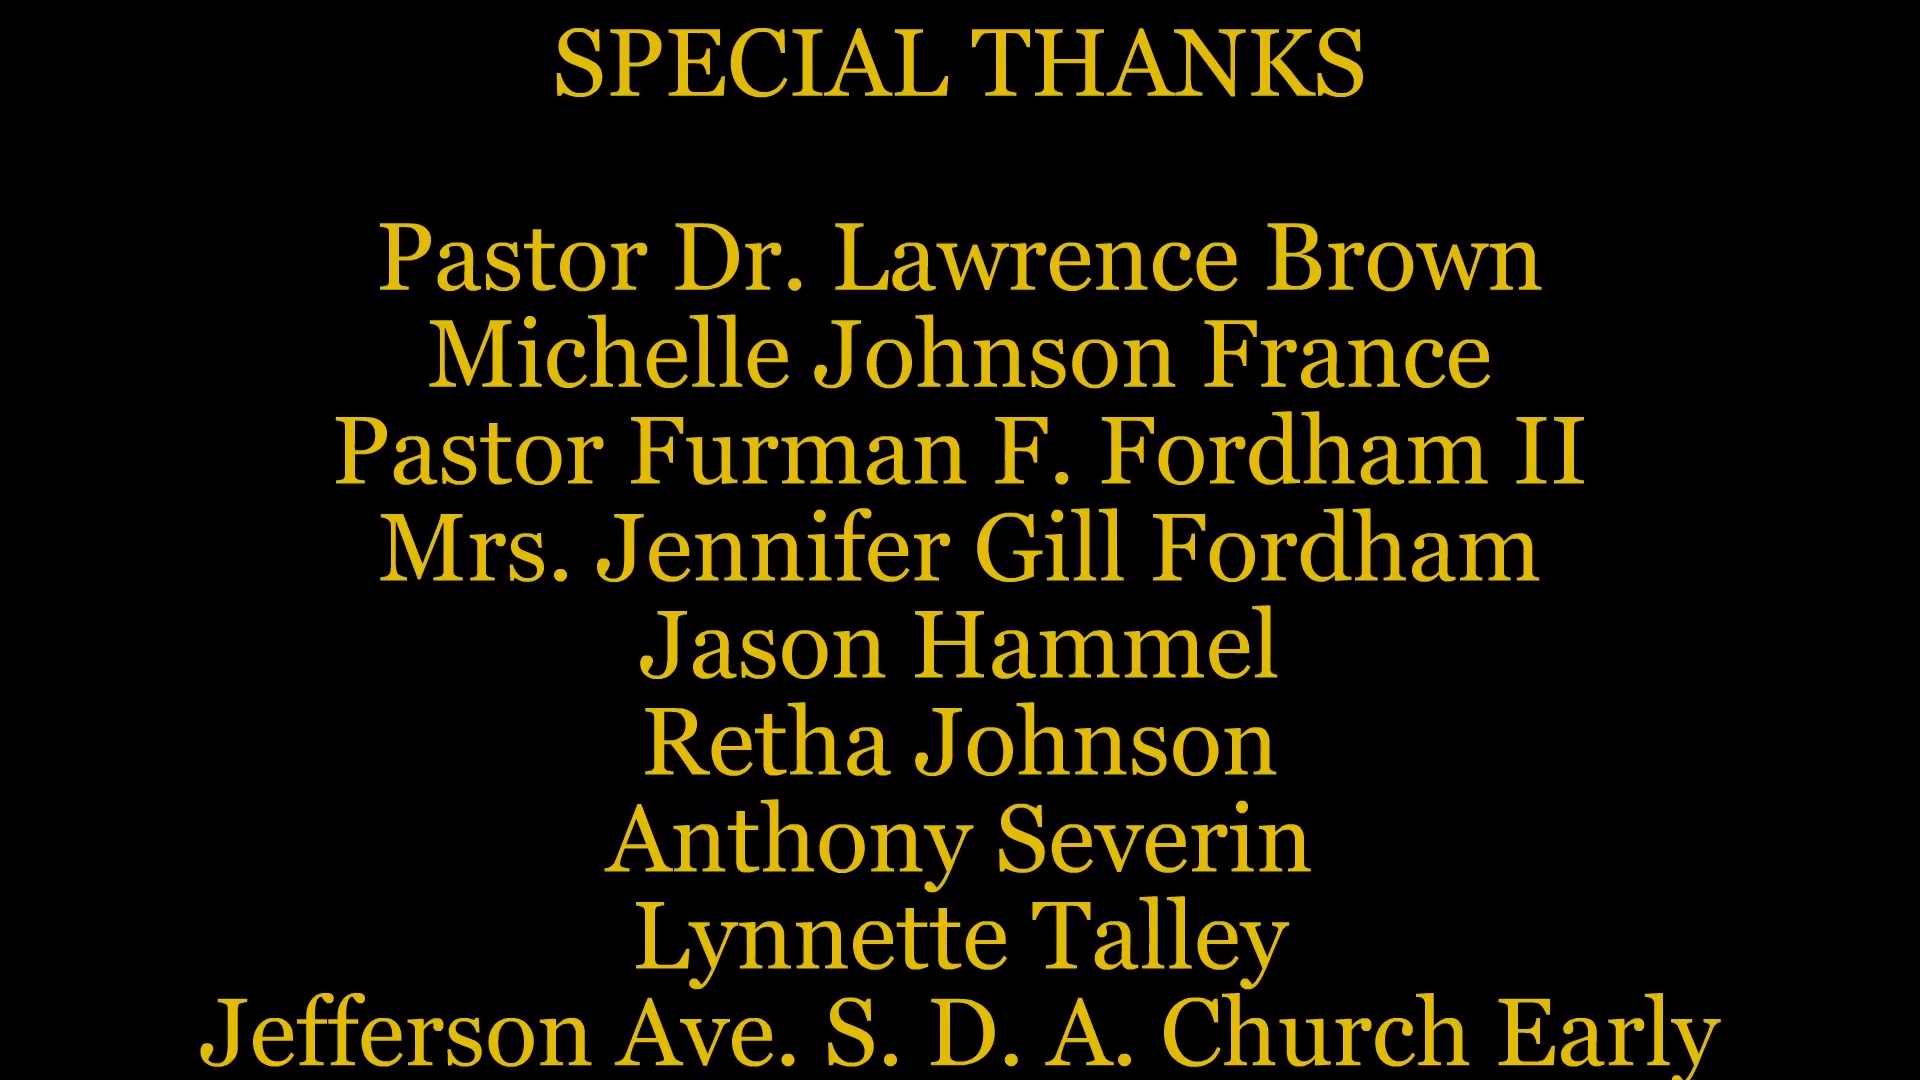 SPECIAL THANKS
Pastor Dr. Lawrence Brown
Michelle Johnson France
Pastor Furman F. Fordham II
Mrs. Jennifer Gill Fordham
Jason Hammel
Retha Johnson
Anthony Severin
Lynnette Talley
Jefferson Ave. S. D. A. Church Early